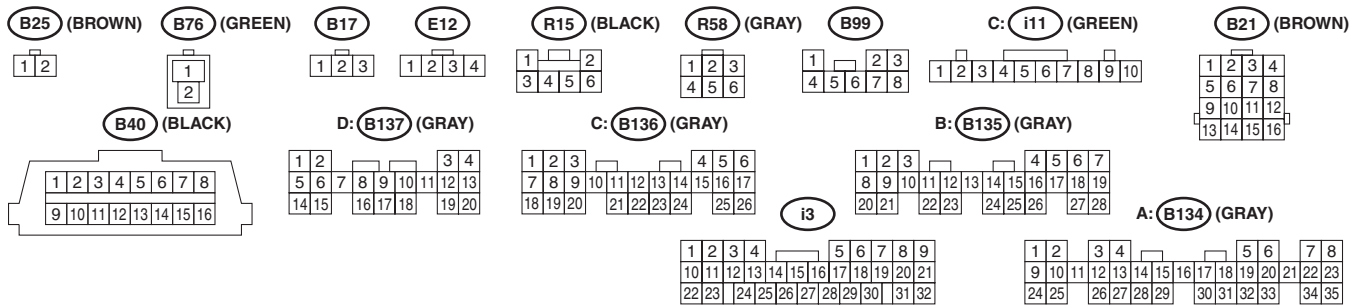 B25 (BROWN) B76 (GREEN) B17 E12 R15 (BLACK) R58 (GRAY) B99 C: i11 (GREEN) B21 (BROWN)
1 2
1
2
1 2 3
1 2 3 4
1 2
3 4 5 6
1 2 3
4 5 6
1 2 3
4 5 6 7 8
1 2 3 4 5 6 7 8 9 10
1 2 3 4
5 6 7 8
9 10 11 12
13 14 15 16
B40 (BLACK) D: B137 (GRAY) C: B136 (GRAY) B: B135 (GRAY)
1 2 3 4 5 6 7 8
9 10 11 12 13 14 15 16
1 2 3 4
5 6 7 8 9 10 11 12 13
14 15 16 17 18 19 20
1 2 3 4 5 6
7 8 9 10 11 12 13 14 15 16 17
18 19 20 21 22 23 24 25 26
1 2 3 4 5 6 7
8 9 10 11 12 13 14 15 16 17 18 19
20 21 22 23 24 25 26 27 28
i3 A: B134 (GRAY)
1 2 3 4 5 6 7 8 9
10 11 12 13 14 15 16 17 18 19 20 21
22 23 24 25 26 27 28 29 30 31 32
1 2 3 4 5 6 7 8
9 10 11 12 13 14 15 16 17 18 19 20 21 22 23
24 25 26 27 28 29 30 31 32 33 34 35